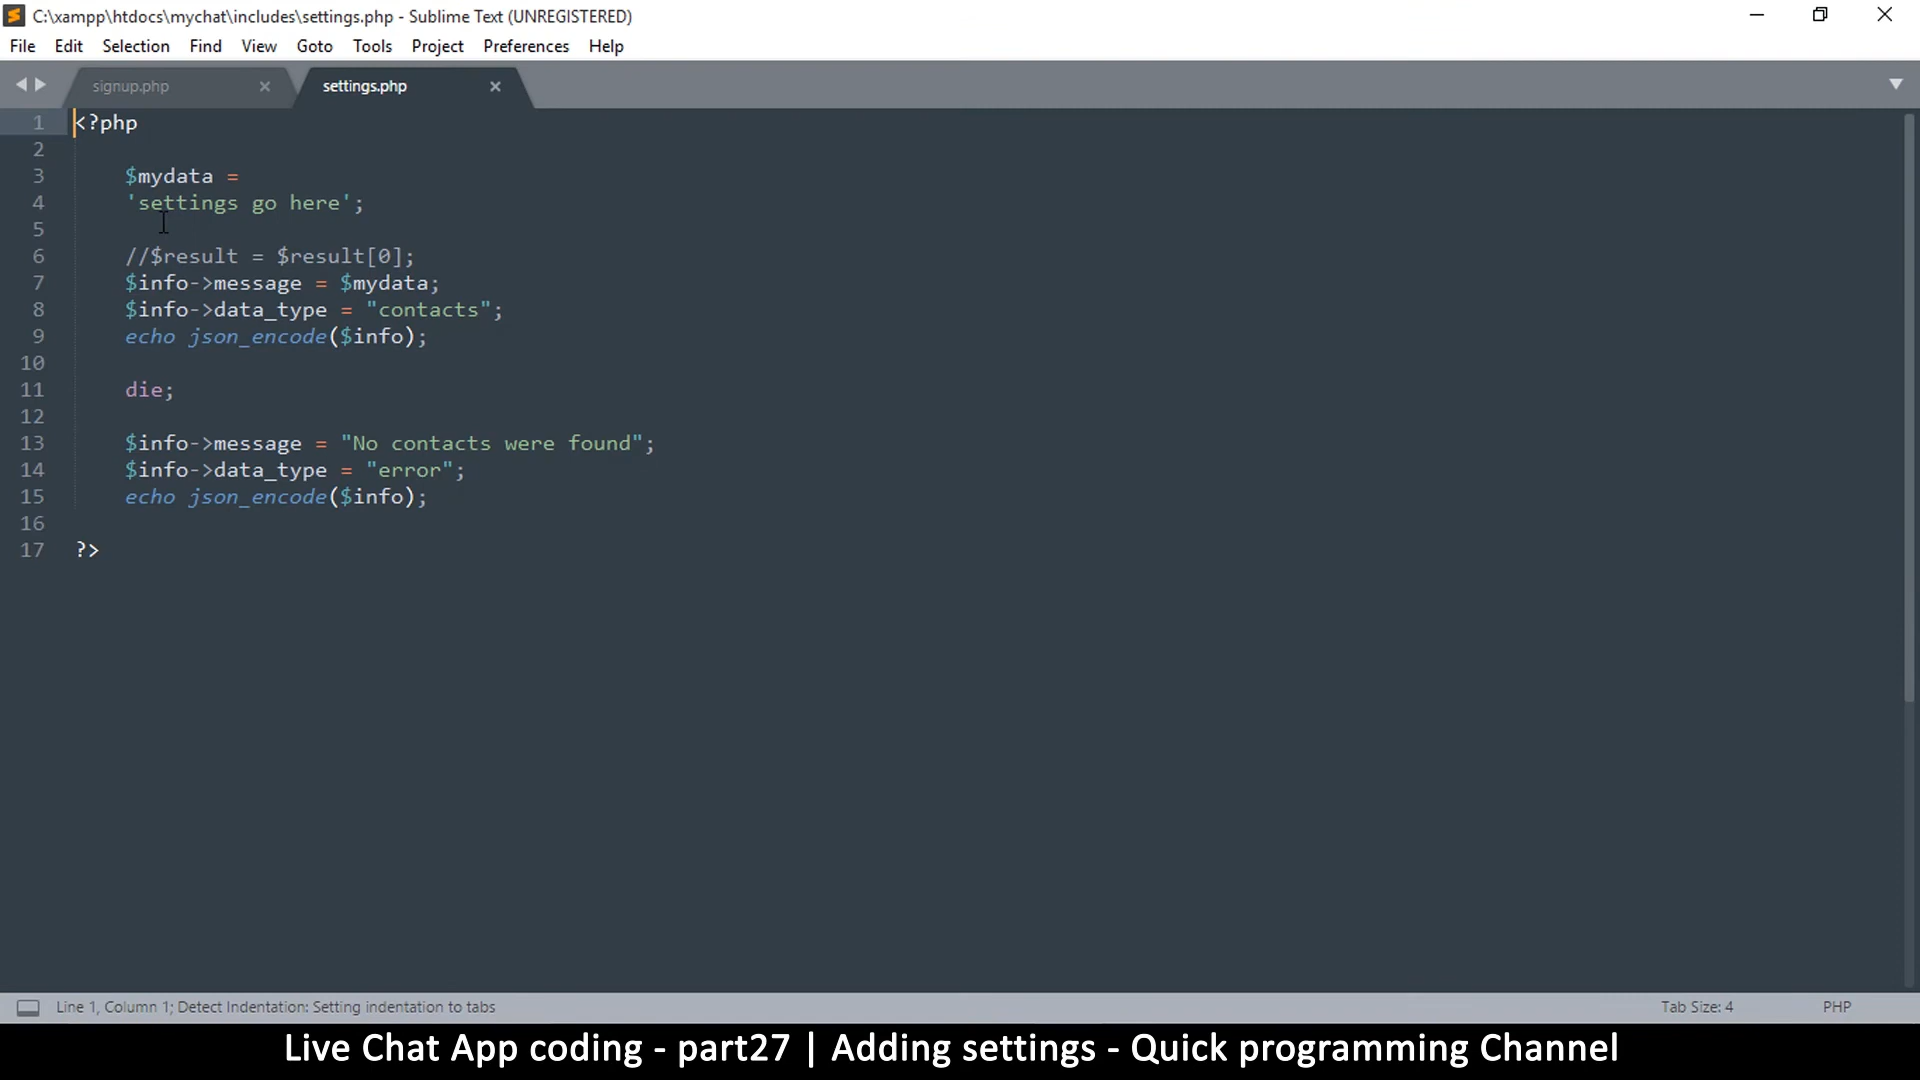 C:\xampp\htdocs\mychat\includes\settings.php - Sublime Text (UNREGISTERED)
File Edit Selection Find View Goto Tools Project Preferences Help
signup.php settings.php
1 <?php
2
3 $mydata =
4 'settings go here';
5
6 //$result = $result[0];
7 $info->message = $mydata;
8 $info->data_type = "contacts";
9 echo json_encode($info);
10
11 die;
12
13 $info->message = "No contacts were found";
14 $info->data_type = "error";
15 echo json_encode($info);
16
17 ?>
Line 1, Column 1; Detect Indentation: Setting indentation to tabs Tab Size: 4 PHP
Live Chat App coding - part27 | Adding settings - Quick programming Channel